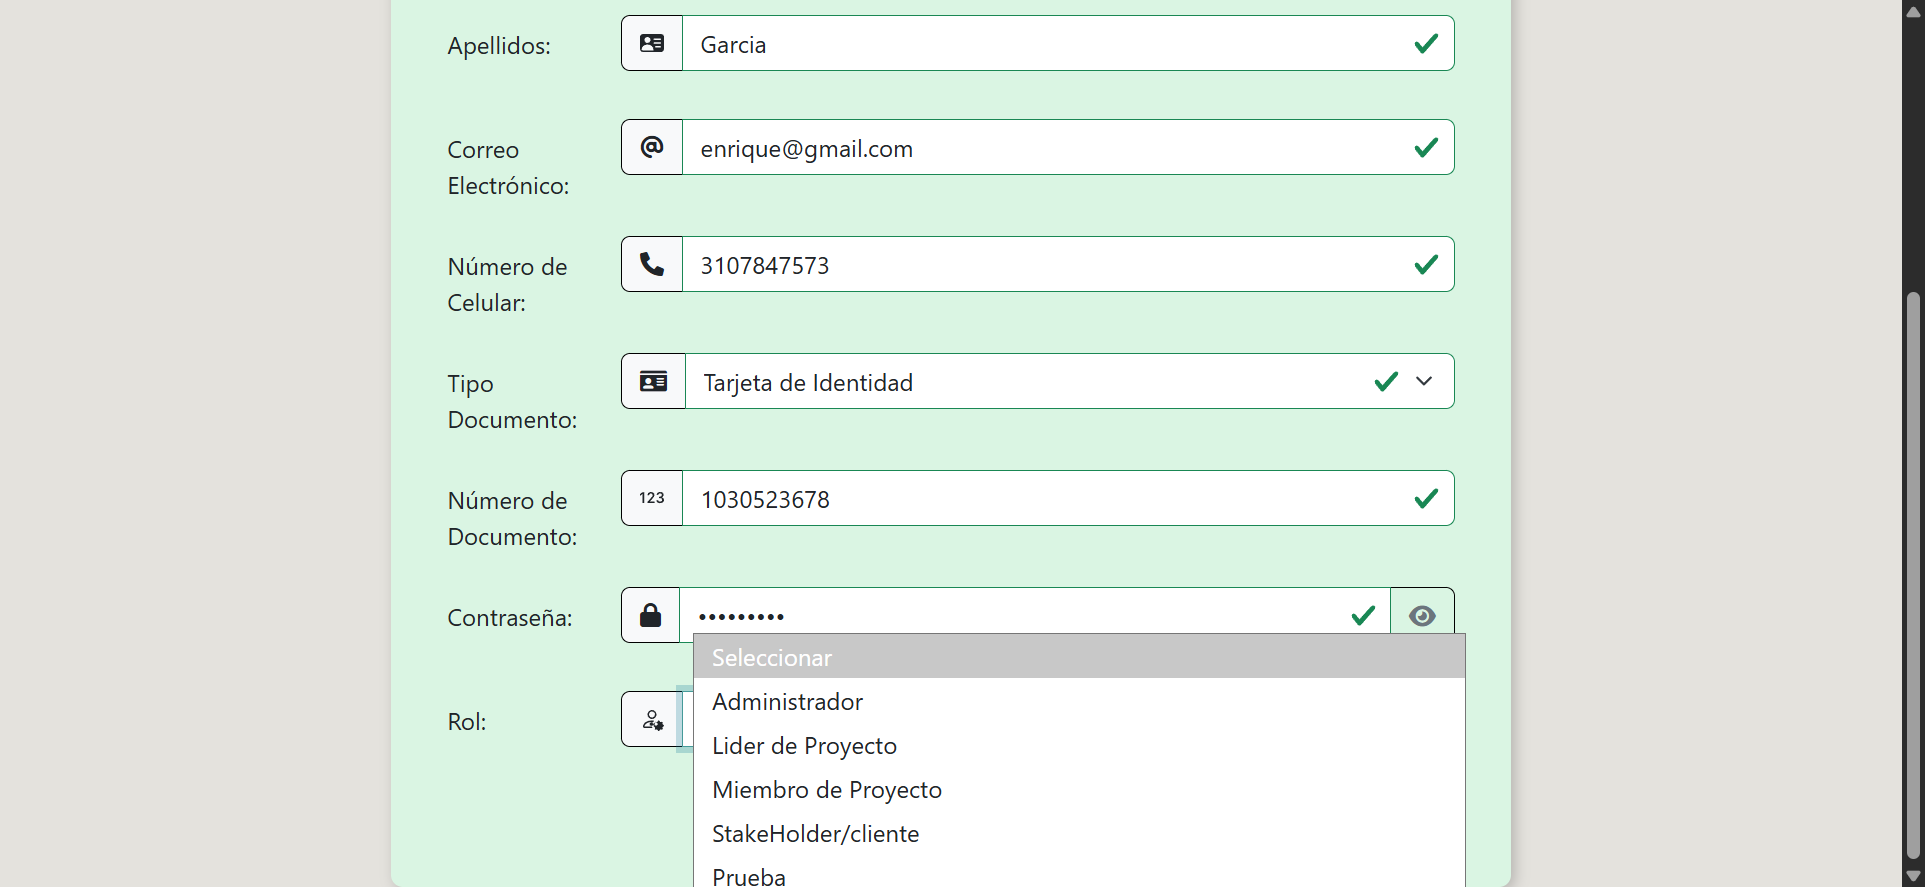 Apellidos:
Garcia
Correo
Electrónico:
enrique@gmail.com
Número de
Celular:
3107847573
Tipo
Documento:
Tarjeta de Identidad
Número de
Documento:
123
1030523678
Contraseña:
•••••••••
Rol:
Seleccionar
Administrador
Lider de Proyecto
Miembro de Proyecto
StakeHolder/cliente
Prueba